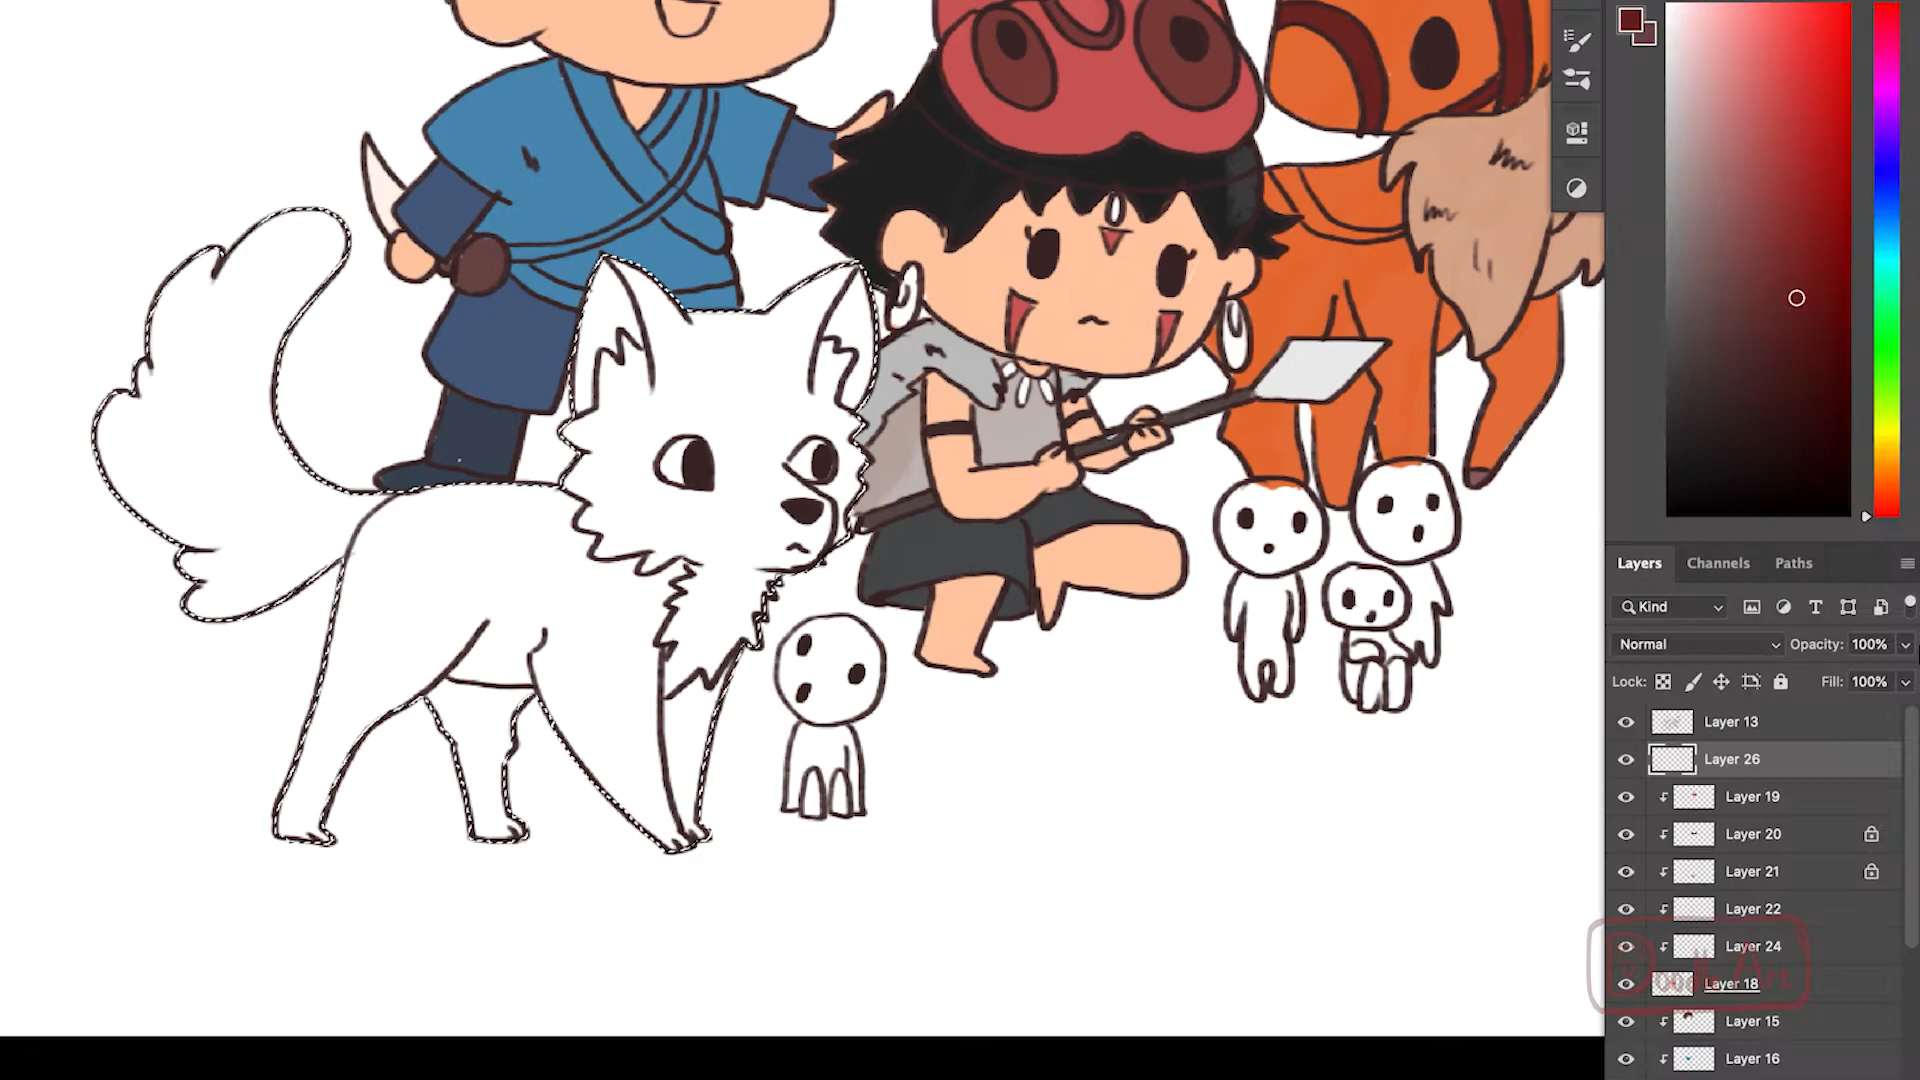 Layers Channels Paths
Kind
Normal Opacity: 100%
Lock: Fill: 100%
Layer 13
Layer 26
Layer 19
Layer 20
Layer 21
Layer 22
Layer 24
Layer 18
Layer 15
Layer 16